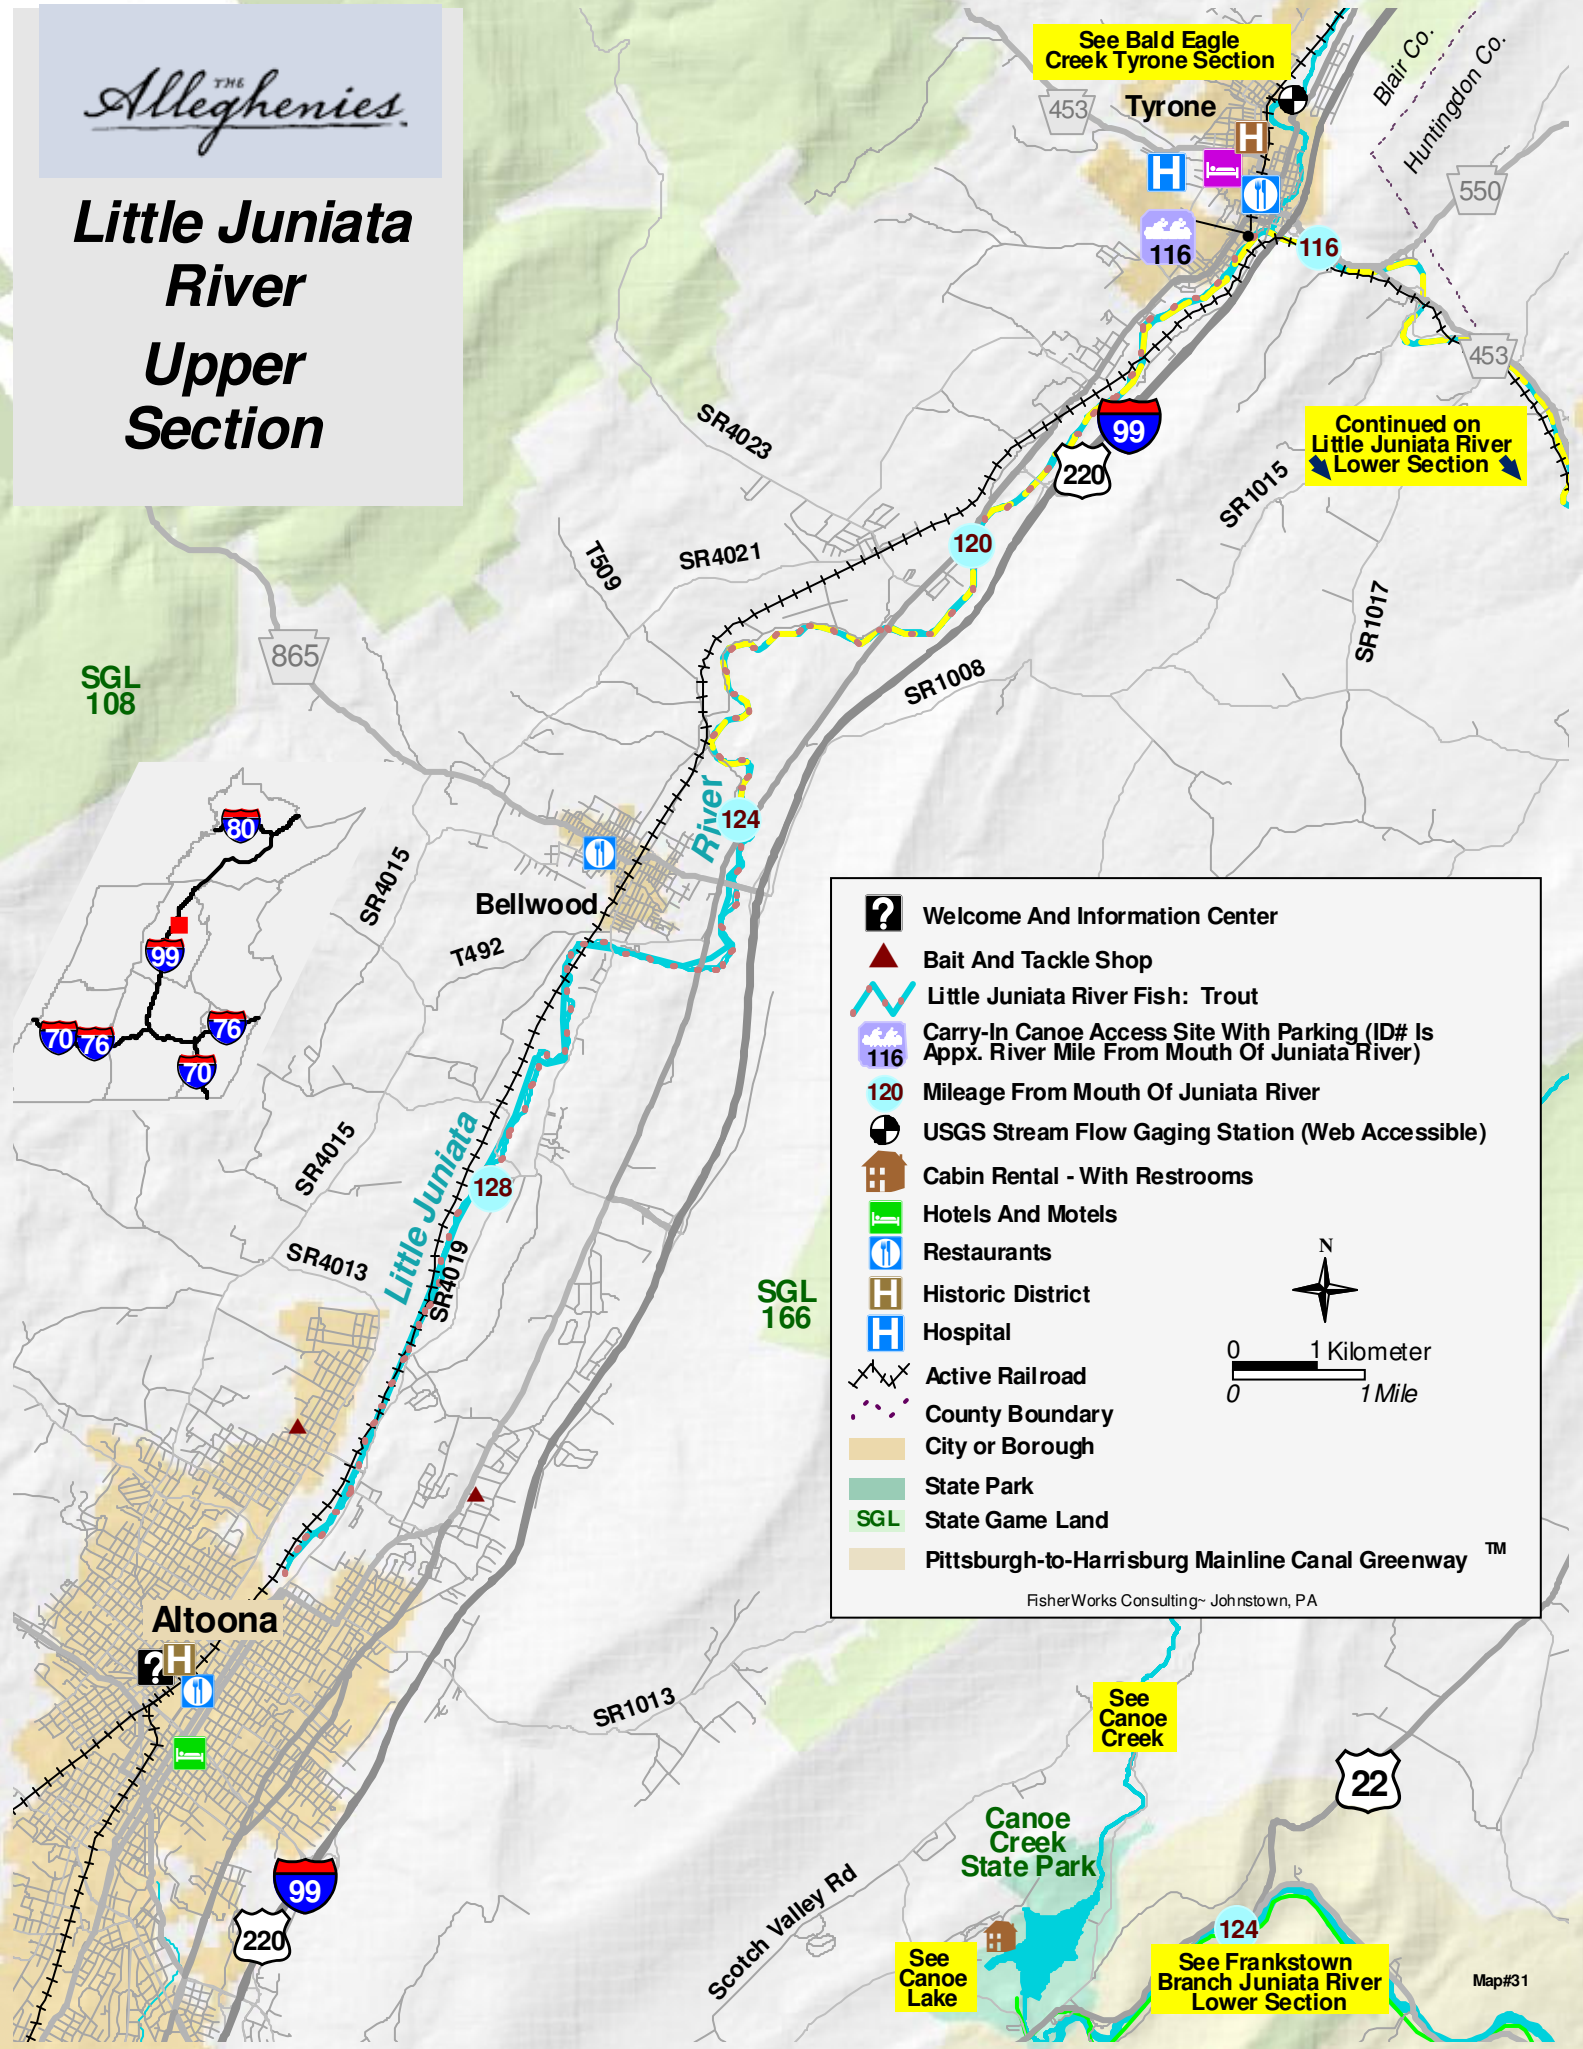 THE
Alleghenies
Little Juniata
River
Upper
Section
See Bald Eagle
Creek Tyrone Section
Blair Co.
Huntingdon Co.
453
Tyrone
H
H
550
116
116
453
99
220
Continued on
Little Juniata River
Lower Section
SR4023
SR1015
T509
SR4021
120
SR1017
865
SGL
108
SR1008
River
124
80
99
70
76
76
70
SR4015
Bellwood
T492
SR4015
Little Juniata
128
SR4013
SR4019
SGL
166
?
Welcome And Information Center
Bait And Tackle Shop
Little Juniata River Fish: Trout
116
Carry-In Canoe Access Site With Parking (ID# Is
Appx. River Mile From Mouth Of Juniata River)
120
Mileage From Mouth Of Juniata River
USGS Stream Flow Gaging Station (Web Accessible)
Cabin Rental - With Restrooms
Hotels And Motels
Restaurants
H
Historic District
H
Hospital
Active Railroad
County Boundary
City or Borough
State Park
SGL
State Game Land
Pittsburgh-to-Harrisburg Mainline Canal Greenway TM
N
0 1 Kilometer
0 1 Mile
FisherWorks Consulting~ Johnstown, PA
Altoona
?
H
SR1013
99
220
See
Canoe
Creek
22
Canoe
Creek
State Park
Scotch Valley Rd
See
Canoe
Lake
124
See Frankstown
Branch Juniata River
Lower Section
Map#31